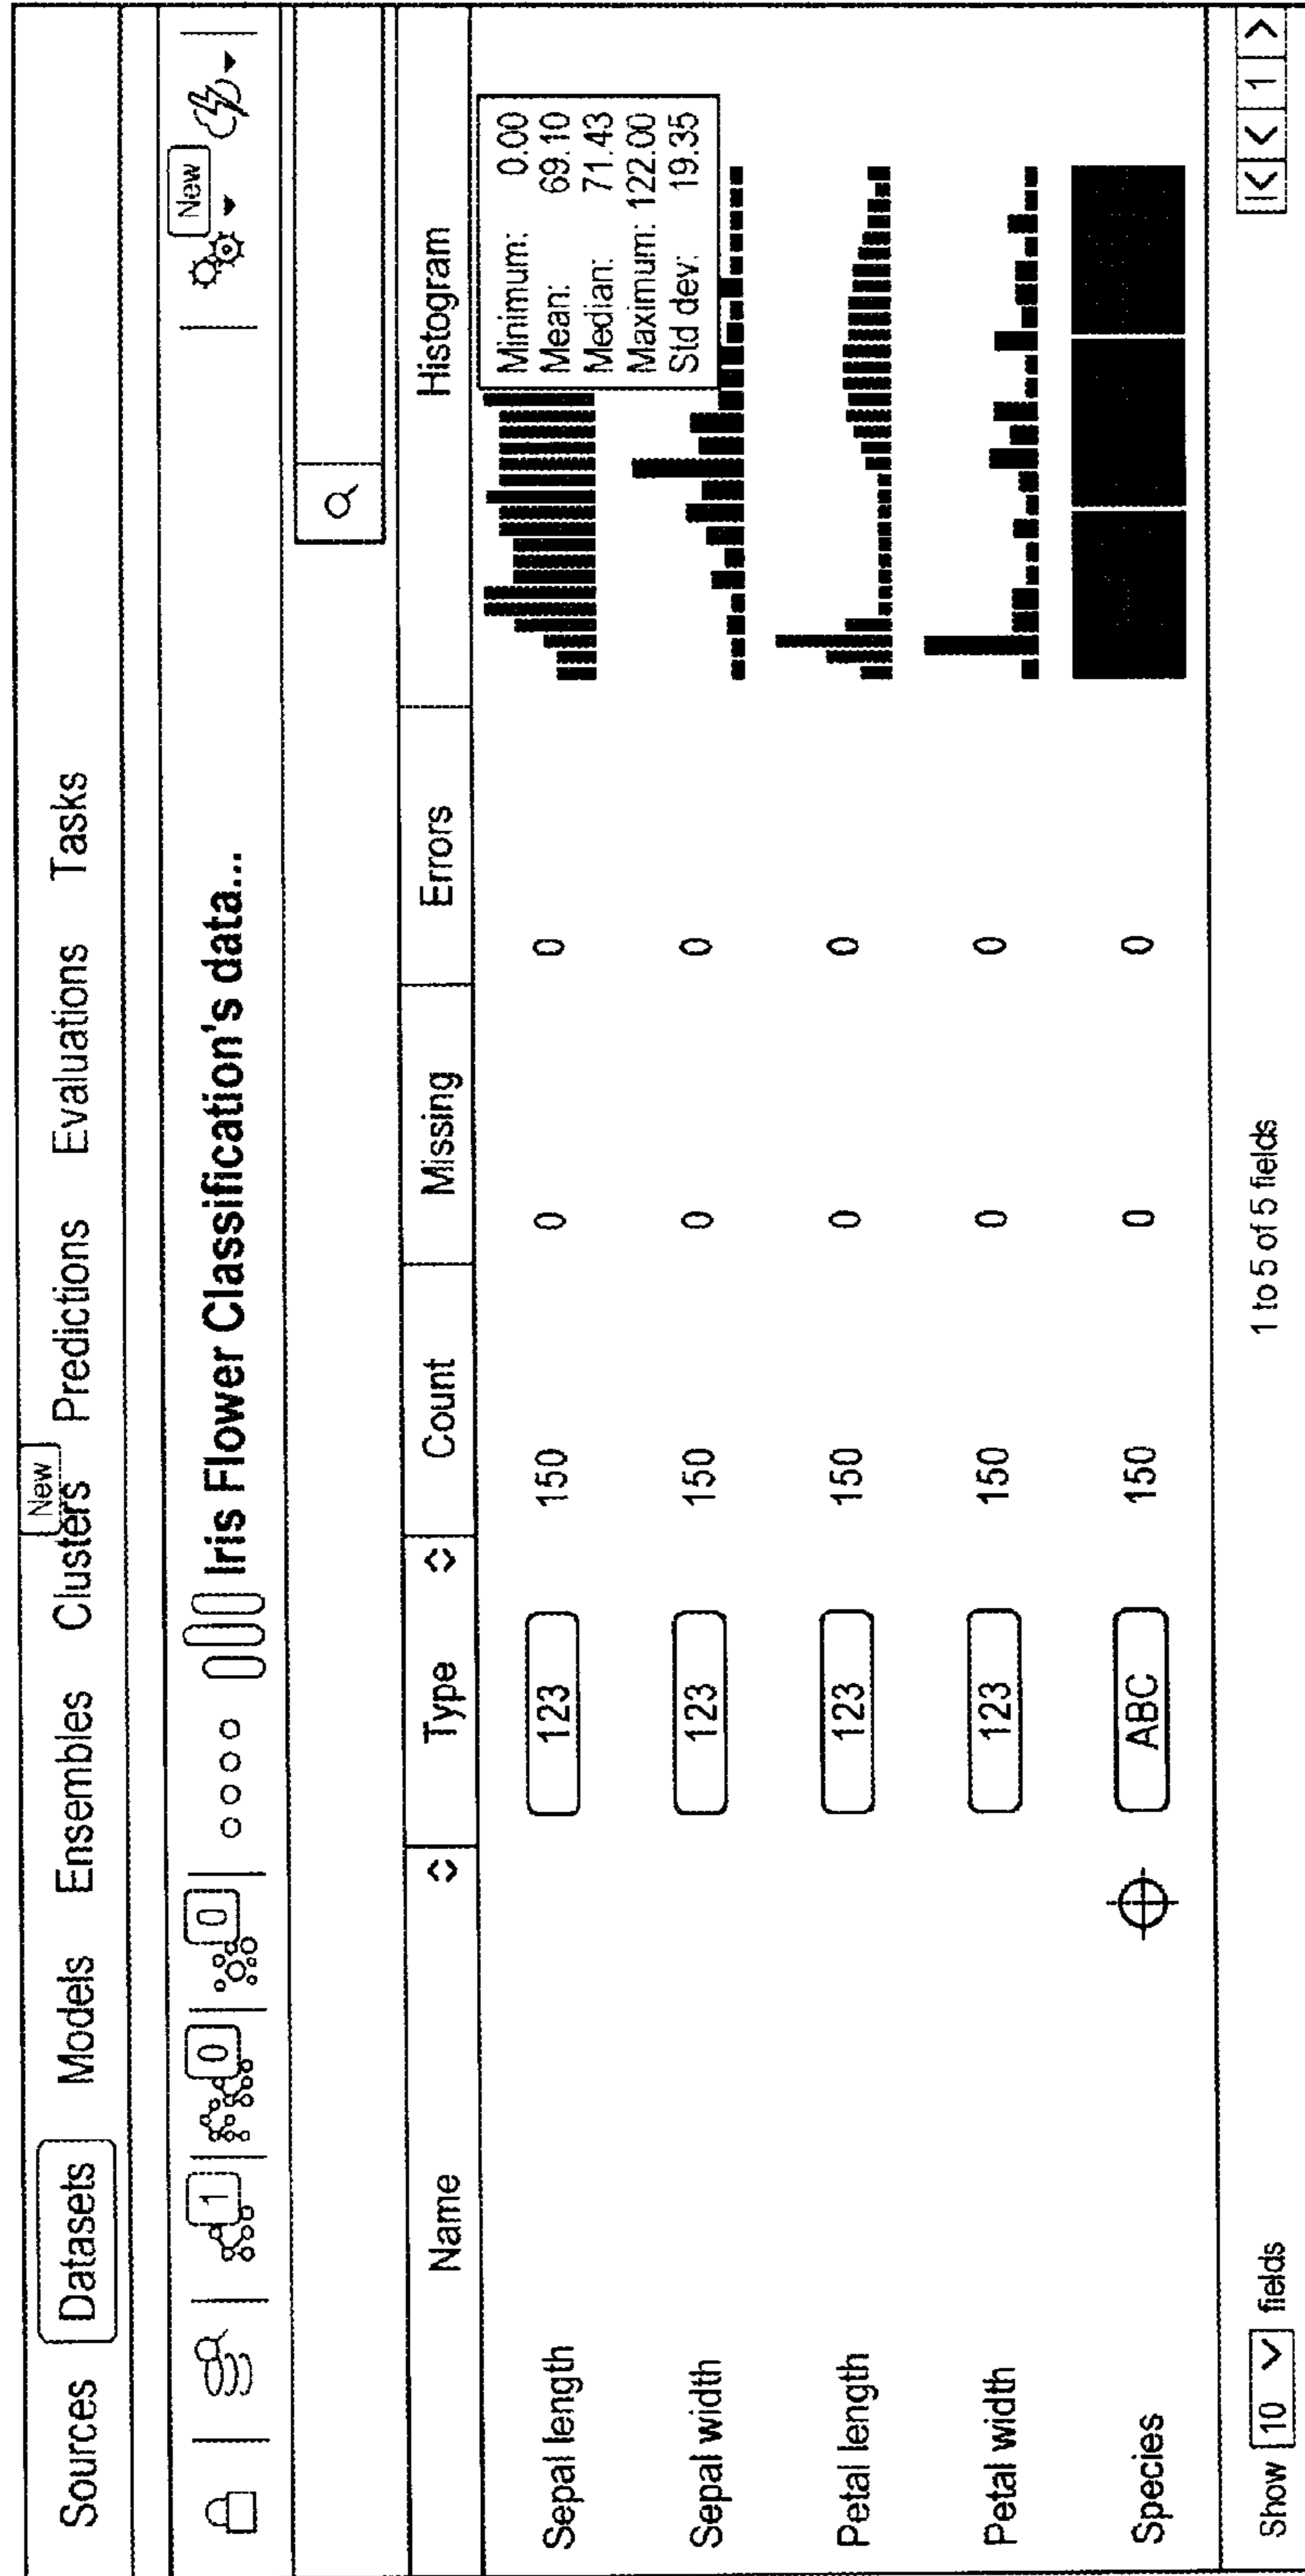 Sources Datasets Models Ensembles Clusters New Predictions Evaluations Tasks
1 0 0 Iris Flower Classification's data... New
Name Type Count Missing Errors Histogram
Sepal length 123 150 0 0
Minimum: 0.00
Mean: 69.10
Median: 71.43
Maximum: 122.00
Std dev: 19.35
Sepal width 123 150 0 0
Petal length 123 150 0 0
Petal width 123 150 0 0
Species ABC 150 0 0
Show 10 fields 1 to 5 of 5 fields 1